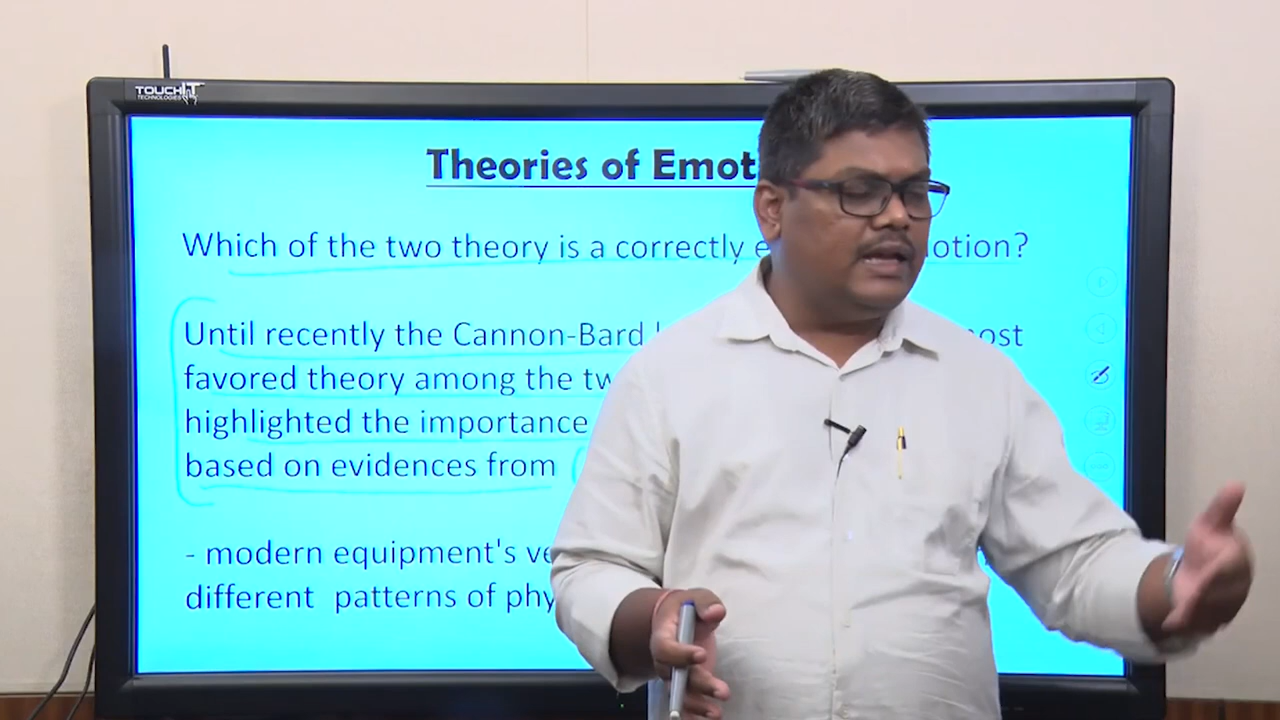 TOUCHIT
TECHNOLOGIES
Theories of Emot
Which of the two theory is a correctly e otion?
Until recently the Cannon-Bard ost
favored theory among the tw
highlighted the importance
based on evidences from
- modern equipment's ve
different patterns of phy